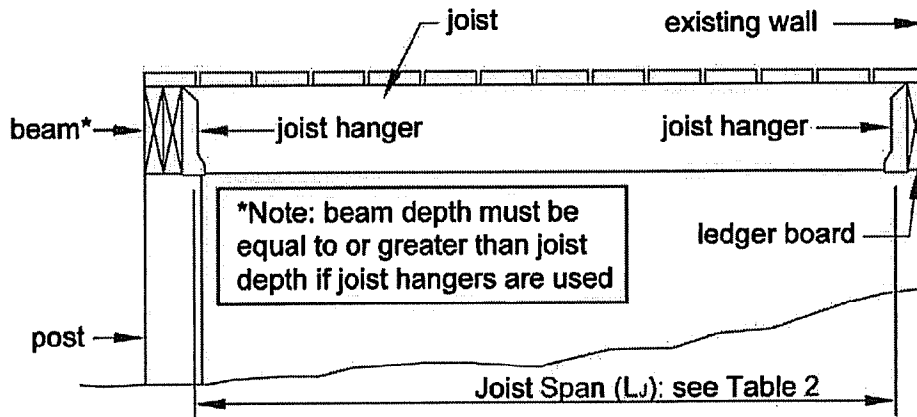 joist
existing wall
beam*
joist hanger
joist hanger
*Note: beam depth must be
equal to or greater than joist
depth if joist hangers are used
ledger board
post
Joist Span (LJ): see Table 2